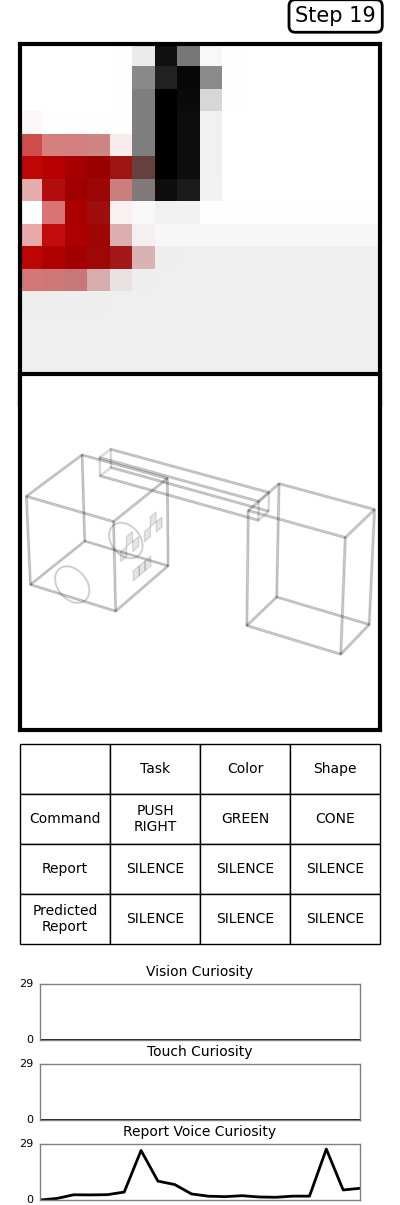 Step 19
Task Color Shape
Command PUSH RIGHT GREEN CONE
Report SILENCE SILENCE SILENCE
Predicted Report SILENCE SILENCE SILENCE
Vision Curiosity
29
0
Touch Curiosity
29
0
Report Voice Curiosity
29
0